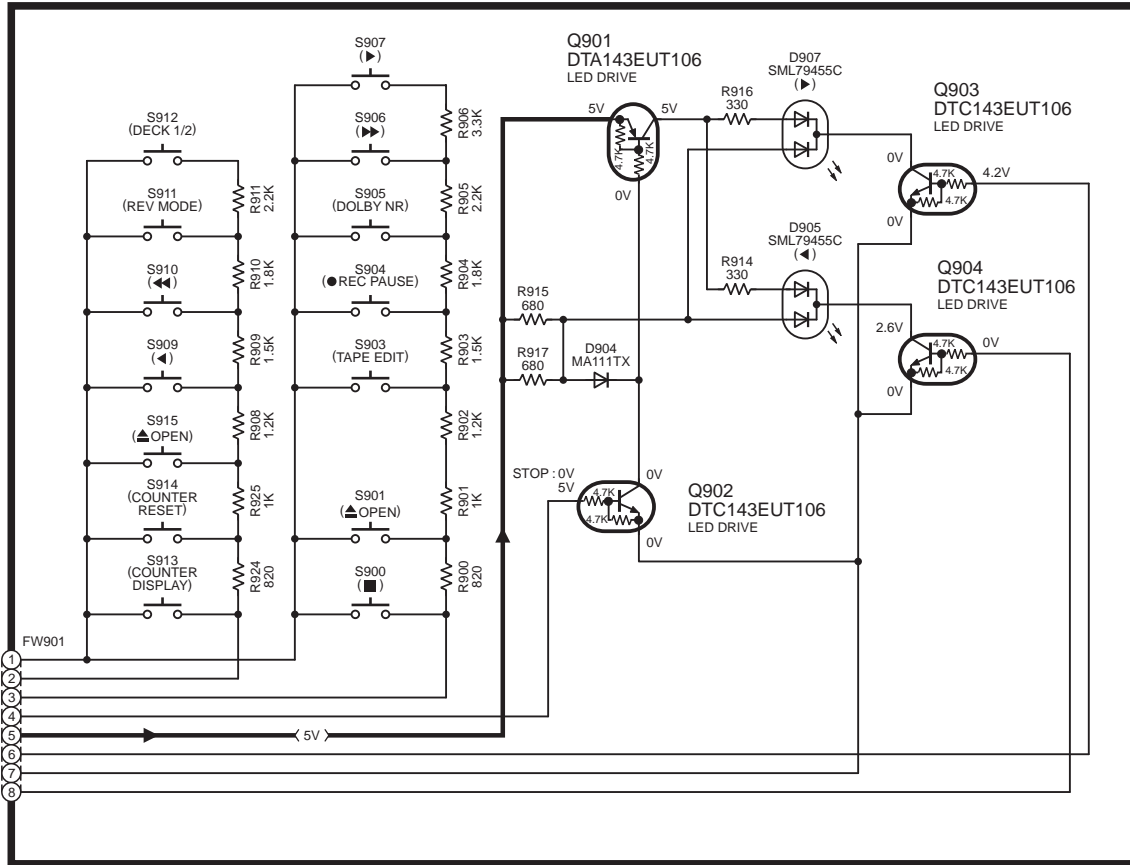 S907
(▶)
S912
(DECK 1/2)
S906
(▶▶)
R906
3.3K
S911
(REV MODE)
R911
2.2K
S905
(DOLBY NR)
R905
2.2K
S910
(◀◀)
R910
1.8K
S904
(●REC PAUSE)
R904
1.8K
S909
(◀)
R909
1.5K
S903
(TAPE EDIT)
R903
1.5K
S915
(⏏OPEN)
R908
1.2K
R902
1.2K
S914
(COUNTER
RESET)
R925
1K
S901
(⏏OPEN)
R901
1K
S913
(COUNTER
DISPLAY)
R924
820
S900
(■)
R900
820
Q901
DTA143EUT106
LED DRIVE
5V
5V
4.7K
4.7K
0V
R916
330
D907
SML79455C
(▶)
Q903
DTC143EUT106
LED DRIVE
0V
4.7K
4.2V
4.7K
0V
D905
SML79455C
(◀)
R914
330
Q904
DTC143EUT106
LED DRIVE
2.6V
4.7K
0V
4.7K
0V
R915
680
R917
680
D904
MA111TX
STOP : 0V
5V
4.7K
4.7K
0V
0V
Q902
DTC143EUT106
LED DRIVE
FW901
1
2
3
4
5
5V
6
7
8